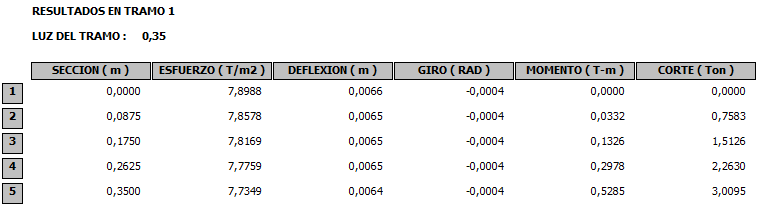 RESULTADOS EN TRAMO 1
LUZ DEL TRAMO : 0,35
SECCION ( m ) ESFUERZO ( T/m2 ) DEFLEXION ( m ) GIRO ( RAD ) MOMENTO ( T-m ) CORTE ( Ton )
1 0,0000 7,8988 0,0066 -0,0004 0,0000 0,0000
2 0,0875 7,8578 0,0065 -0,0004 0,0332 0,7583
3 0,1750 7,8169 0,0065 -0,0004 0,1326 1,5126
4 0,2625 7,7759 0,0065 -0,0004 0,2978 2,2630
5 0,3500 7,7349 0,0064 -0,0004 0,5285 3,0095